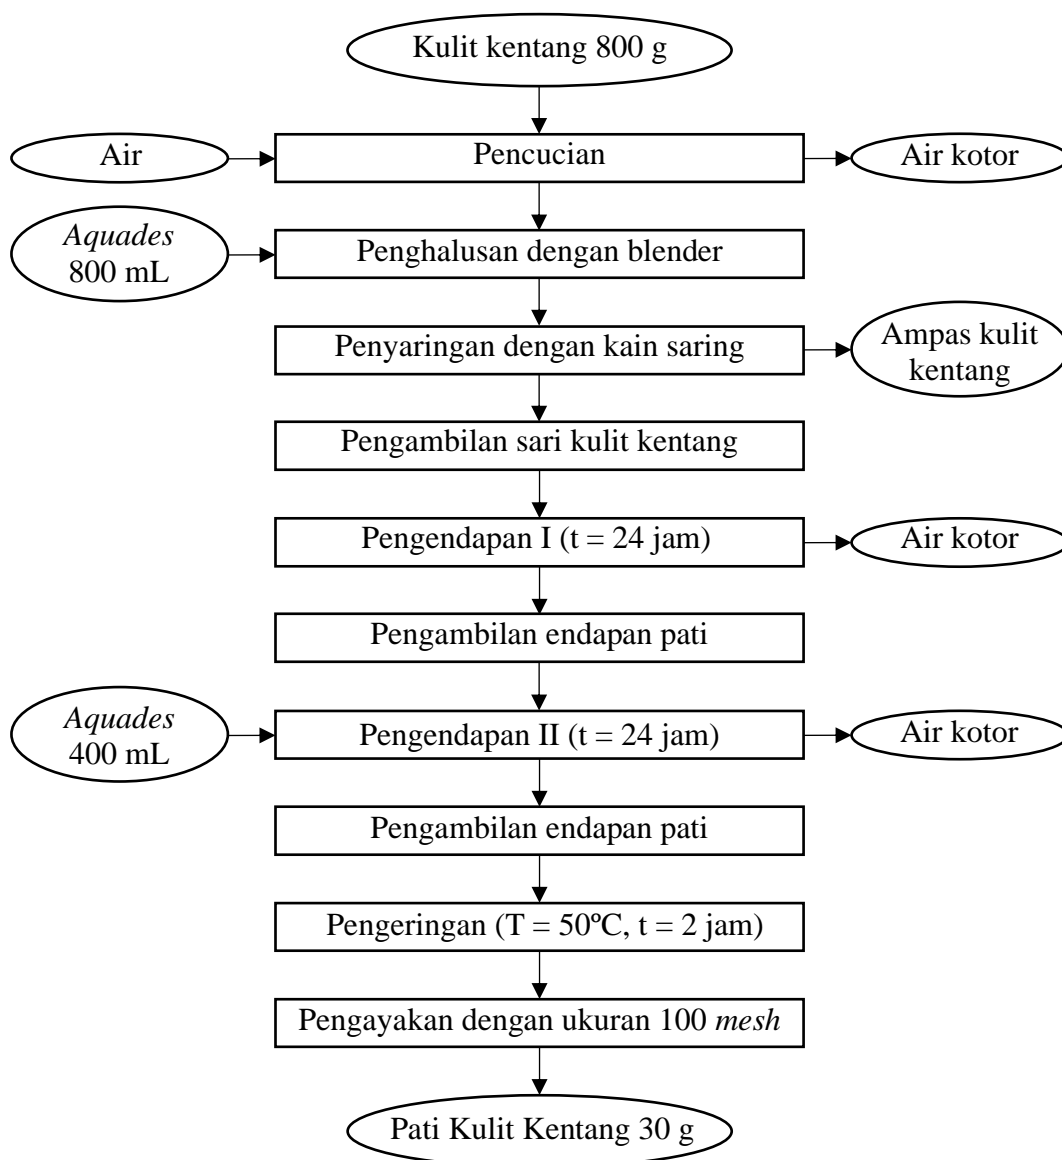 Kulit kentang 800 g
Air
Pencucian
Air kotor
Aquades
800 mL
Penghalusan dengan blender
Penyaringan dengan kain saring
Ampas kulit
kentang
Pengambilan sari kulit kentang
Pengendapan I (t = 24 jam)
Air kotor
Pengambilan endapan pati
Aquades
400 mL
Pengendapan II (t = 24 jam)
Air kotor
Pengambilan endapan pati
Pengeringan (T = 50ºC, t = 2 jam)
Pengayakan dengan ukuran 100 mesh
Pati Kulit Kentang 30 g